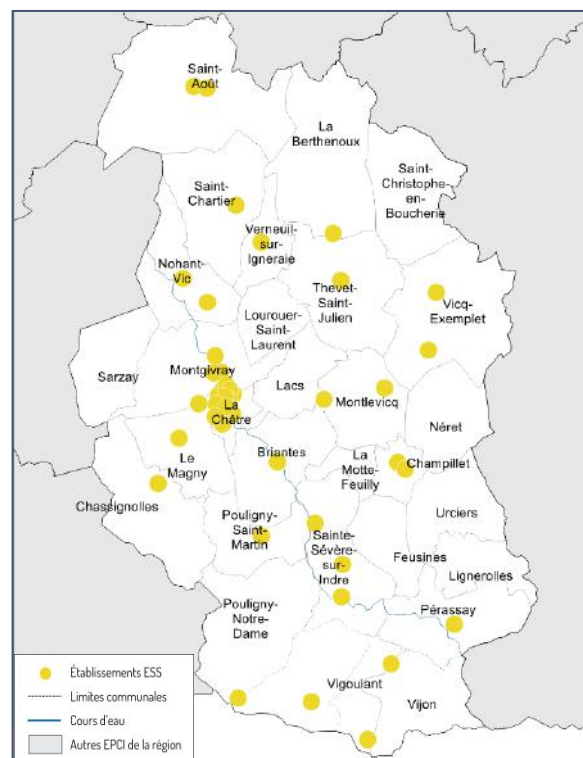 Saint-
Août
La
Berthenoux
Saint-
Christophe-
en-
Boucherie
Saint-
Chartier
Verneuil-
sur-
Igneraie
Nohant-
Vic
Thevet-
Saint-
Julien
Vicq-
Exemplet
Lourouer-
Saint-
Laurent
Sarzay
Montgivray
Lacs
Montlevicq
La
Châtre
Néret
Le
Magny
Briantes
La
Motte-
Feuilly
Champillet
Chassignolles
Urciers
Pouligny-
Saint-
Martin
Sainte-
Sévère-
sur-
Indre
Feusines
Lignerolles
Pouligny-
Notre-
Dame
Pérassay
Vigoulant
Vijon
Établissements ESS
Limites communales
Cours d'eau
Autres EPCI de la région